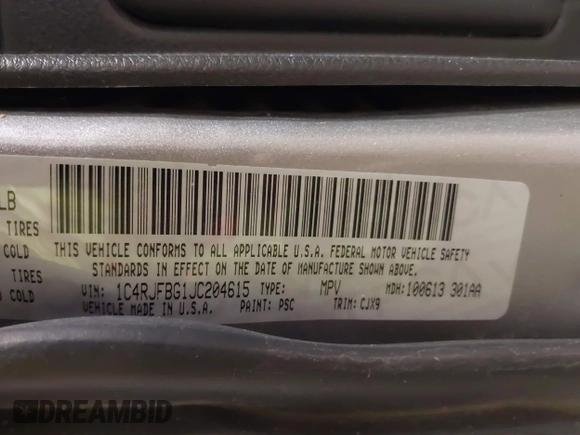 LB
TIRES
COLD
TIRES
COLD
THIS VEHICLE CONFORMS TO ALL APPLICABLE U.S.A. FEDERAL MOTOR VEHICLE SAFETY
STANDARDS IN EFFECT ON THE DATE OF MANUFACTURE SHOWN ABOVE.
VIN: 1C4RJFBG1JC204615 TYPE: MPV MDH:100613 301AA
VEHICLE MADE IN U.S.A. PAINT: PSC TRIM: CJX9
DREAMBID